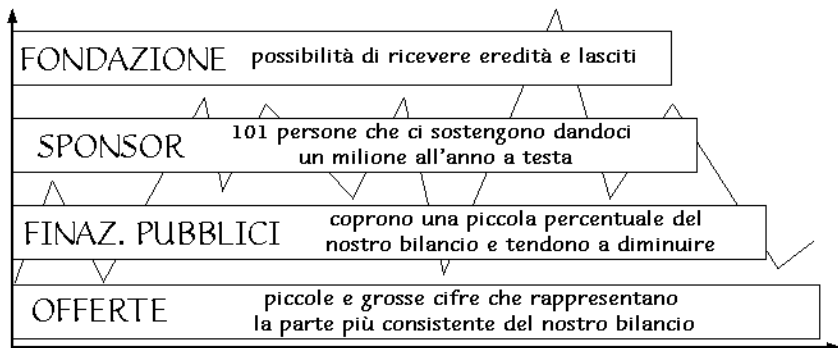 FONDAZIONE possibilità di ricevere eredità e lasciti
SPONSOR 101 persone che ci sostengono dandoci
un milione all'anno a testa
FINAZ. PUBBLICI coprono una piccola percentuale del
nostro bilancio e tendono a diminuire
OFFERTE piccole e grosse cifre che rappresentano
la parte più consistente del nostro bilancio